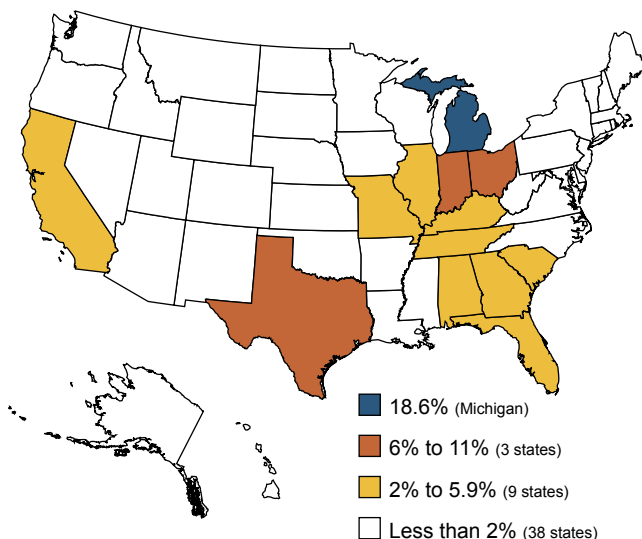 18.6% (Michigan)
6% to 11% (3 states)
2% to 5.9% (9 states)
Less than 2% (38 states)